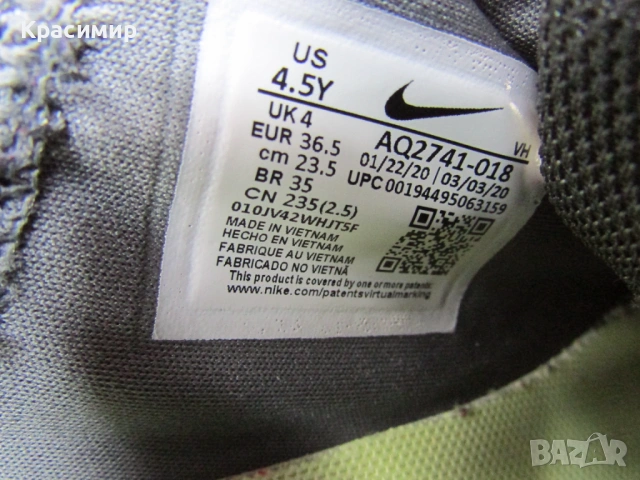 Красимир
US
4.5Y
UK 4
EUR 36.5
cm 23.5
BR 35
CN 235(2.5)
010JV42WHJT5F
MADE IN VIETNAM
HECHO EN VIETNAM
FABRIQUE AU VIETNAM
FABRICADO NO VIETNÃ
This product is covered by one or more patents:
www.nike.com/patentsvirtualmarking
AQ2741-018
VH
01/22/20 03/03/20
UPC 00194495063159
BAZAR
.bg